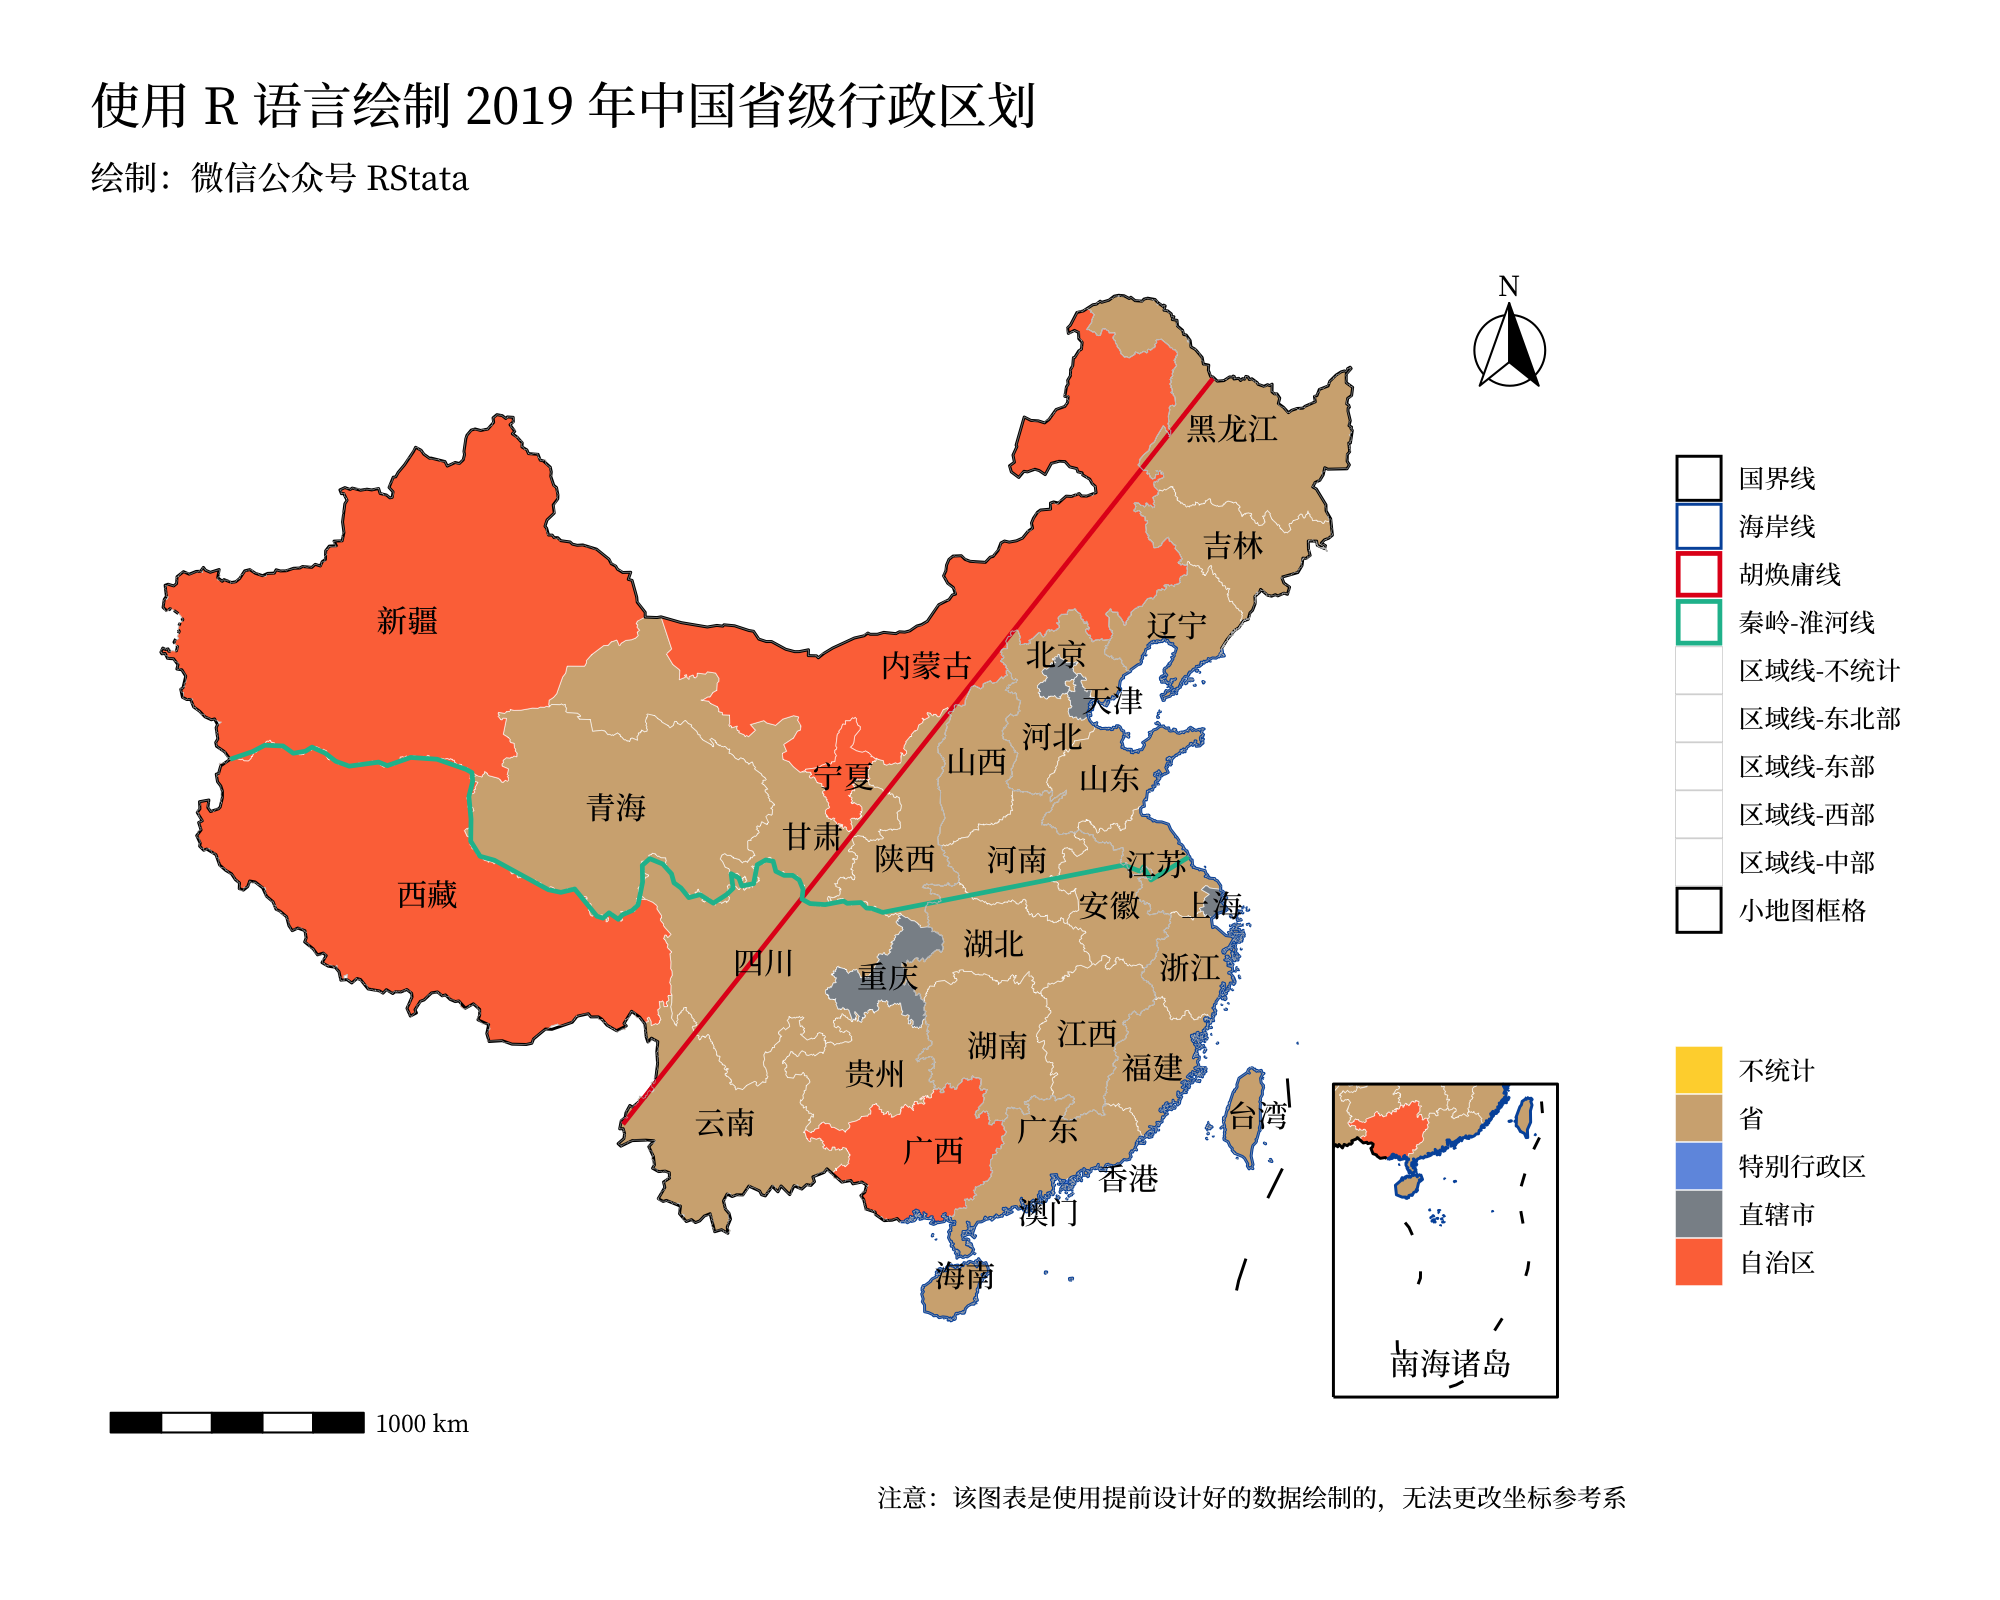 使用 R 语言绘制 2019 年中国省级行政区划
绘制：微信公众号 RStata
N
黑龙江
吉林
辽宁
新疆
内蒙古
北京
天津
河北
山西
山东
宁夏
青海
甘肃
陕西
河南
江苏
西藏
安徽
上海
湖北
四川
重庆
浙江
湖南
江西
福建
贵州
云南
台湾
广东
广西
香港
澳门
海南
南海诸岛
国界线
海岸线
胡焕庸线
秦岭-淮河线
区域线-不统计
区域线-东北部
区域线-东部
区域线-西部
区域线-中部
小地图框格
不统计
省
特别行政区
直辖市
自治区
1000 km
注意：该图表是使用提前设计好的数据绘制的，无法更改坐标参考系